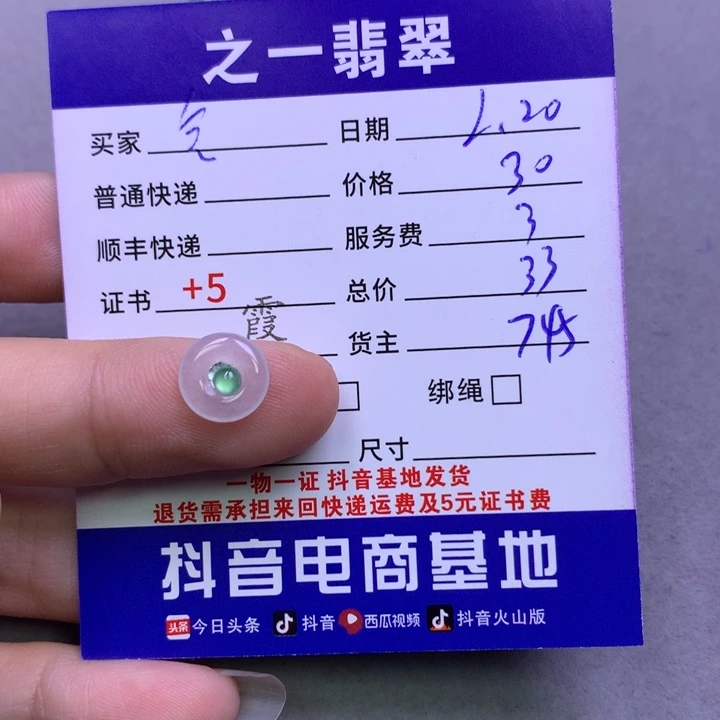 之一翡翠
买家 日期 1.20
普通快递 价格 30
顺丰快递 服务费 3
证书 +5 总价 33
霞 货主 745
绑绳
尺寸
一物一证 抖音基地发货
退货需承担来回快递运费及5元证书费
抖音电商基地
头条 今日头条 抖音 西瓜视频 抖音火山版